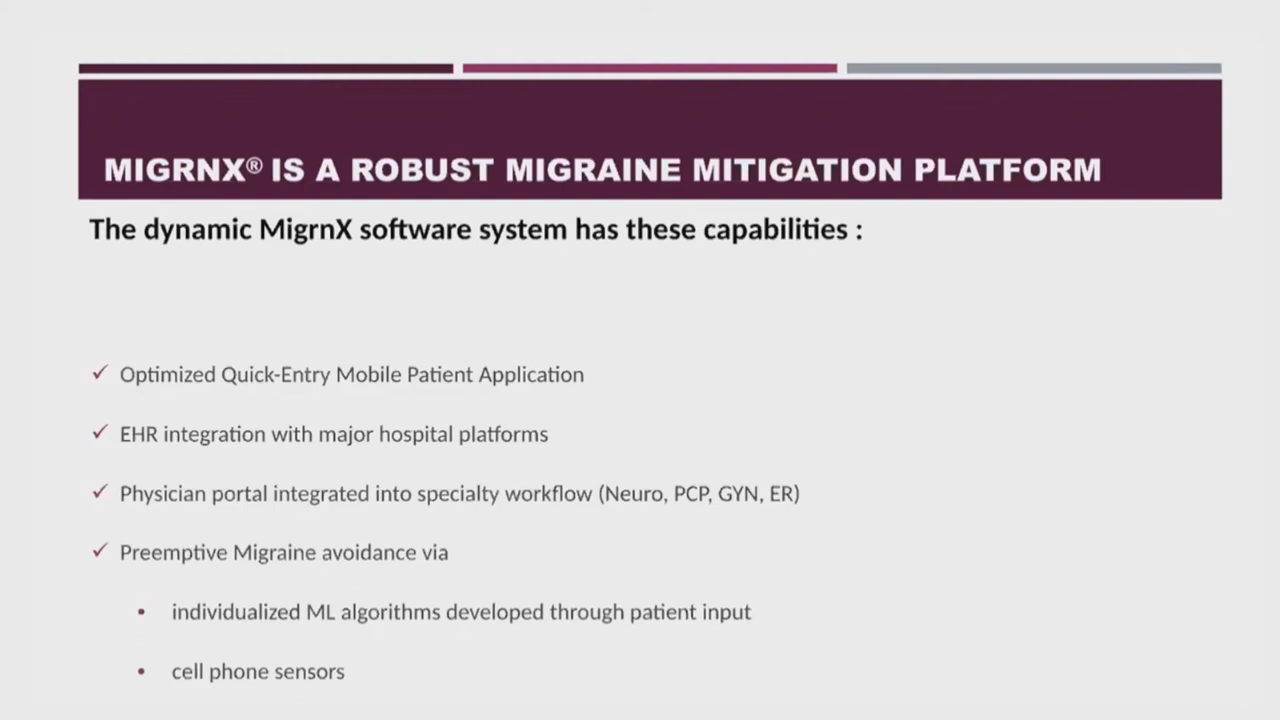 MIGRNX® IS A ROBUST MIGRAINE MITIGATION PLATFORM
The dynamic MigrnX software system has these capabilities :
✓ Optimized Quick-Entry Mobile Patient Application
✓ EHR integration with major hospital platforms
✓ Physician portal integrated into specialty workflow (Neuro, PCP, GYN, ER)
✓ Preemptive Migraine avoidance via
• individualized ML algorithms developed through patient input
• cell phone sensors